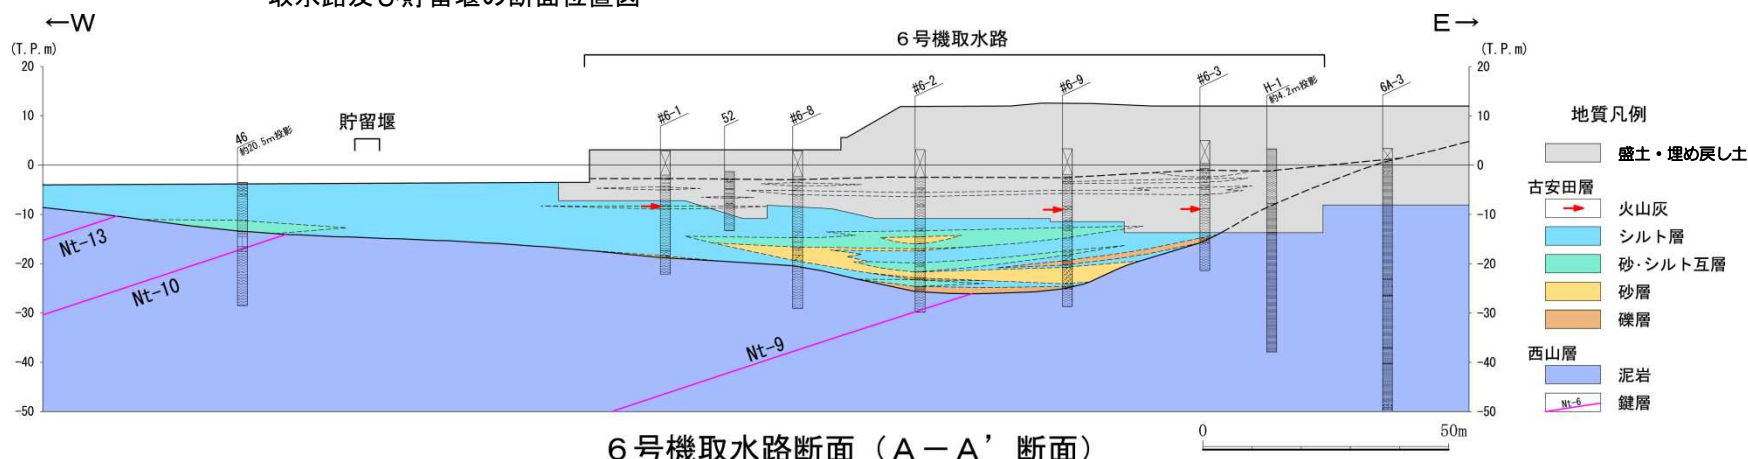 取水路及び貯留堰の断面位置図
←W
E→
(T.P.m)
(T.P.m)
6号機取水路
貯留堰
46
約20.5m投影
#6-1
52
#6-8
#6-2
#6-9
#6-3
H-1
約4.2m投影
6A-3
20
10
0
-10
-20
-30
-40
-50
20
10
0
-10
-20
-30
-40
-50
Nt-13
Nt-10
Nt-9
地質凡例
盛土・埋め戻し土
古安田層
火山灰
シルト層
砂・シルト互層
砂層
礫層
西山層
泥岩
Nt-6
鍵層
0
50m
6号機取水路断面（A－A’断面）